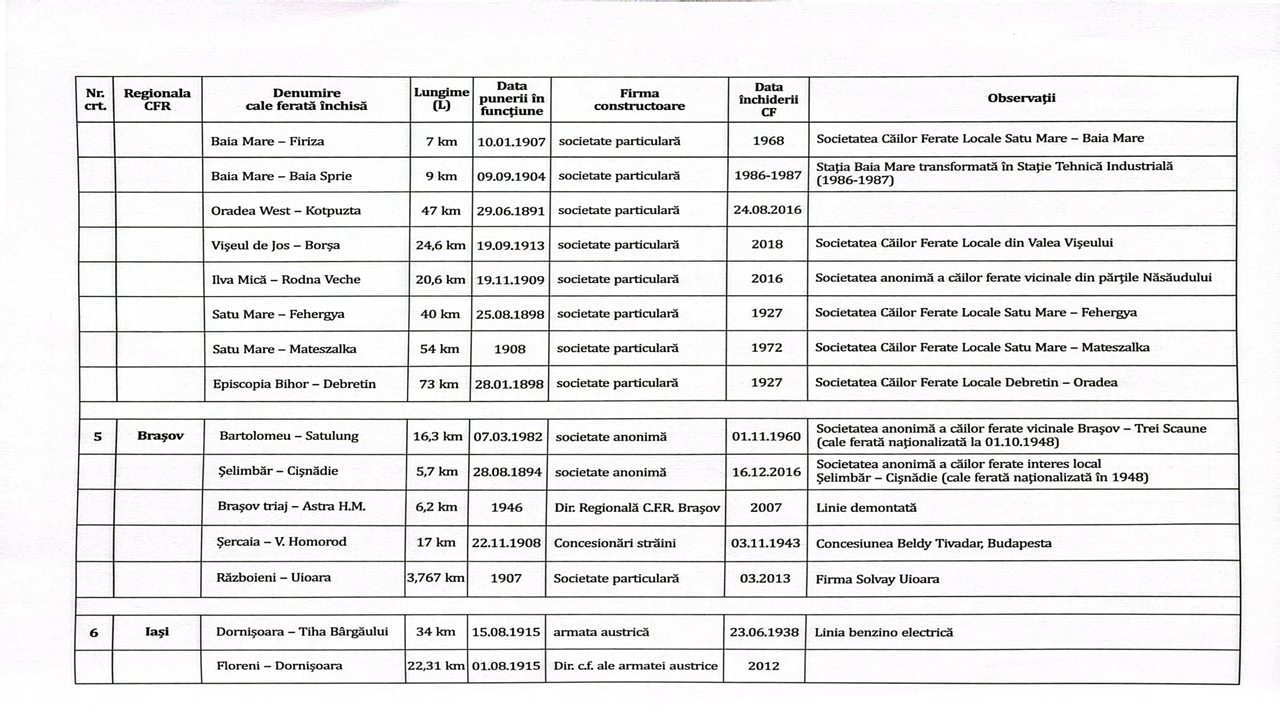 Nr. crt. Regionala CFR Denumire cale ferată închisă Lungime (L) Data punerii în funcțiune Firma constructoare Data închiderii CF Observații
Baia Mare – Firiza 7 km 10.01.1907 societate particulară 1968 Societatea Căilor Ferate Locale Satu Mare – Baia Mare
Baia Mare – Baia Sprie 9 km 09.09.1904 societate particulară 1986-1987 Stația Baia Mare transformată în Stație Tehnică Industrială
(1986-1987)
Oradea West – Kotpuzta 47 km 29.06.1891 societate particulară 24.08.2016
Vișeul de Jos – Borșa 24,6 km 19.09.1913 societate particulară 2018 Societatea Căilor Ferate Locale din Valea Vișeului
Ilva Mică – Rodna Veche 20,6 km 19.11.1909 societate particulară 2016 Societatea anonimă a căilor ferate vicinale din părțile Năsăudului
Satu Mare – Fehergya 40 km 25.08.1898 societate particulară 1927 Societatea Căilor Ferate Locale Satu Mare – Fehergya
Satu Mare – Mateszalka 54 km 1908 societate particulară 1972 Societatea Căilor Ferate Locale Satu Mare – Mateszalka
Episcopia Bihor – Debretin 73 km 28.01.1898 societate particulară 1927 Societatea Căilor Ferate Locale Debretin – Oradea
5 Brașov Bartolomeu – Satulung 16,3 km 07.03.1982 societate anonimă 01.11.1960 Societatea anonimă a căilor ferate vicinale Brașov – Trei Scaune
(cale ferată naționalizată la 01.10.1948)
Șelimbăr – Cișnădie 5,7 km 28.08.1894 societate anonimă 16.12.2016 Societatea anonimă a căilor ferate interes local
Șelimbăr – Cișnădie (cale ferată naționalizată în 1948)
Brașov triaj – Astra H.M. 6,2 km 1946 Dir. Regională C.F.R. Brașov 2007 Linie demontată
Șercaia – V. Homorod 17 km 22.11.1908 Concesionări străini 03.11.1943 Concesiunea Beldy Tivadar, Budapesta
Războieni – Uioara 3,767 km 1907 Societate particulară 03.2013 Firma Solvay Uioara
6 Iași Dornișoara – Tiha Bârgăului 34 km 15.08.1915 armata austrică 23.06.1938 Linia benzino electrică
Floreni – Dornișoara 22,31 km 01.08.1915 Dir. c.f. ale armatei austrice 2012